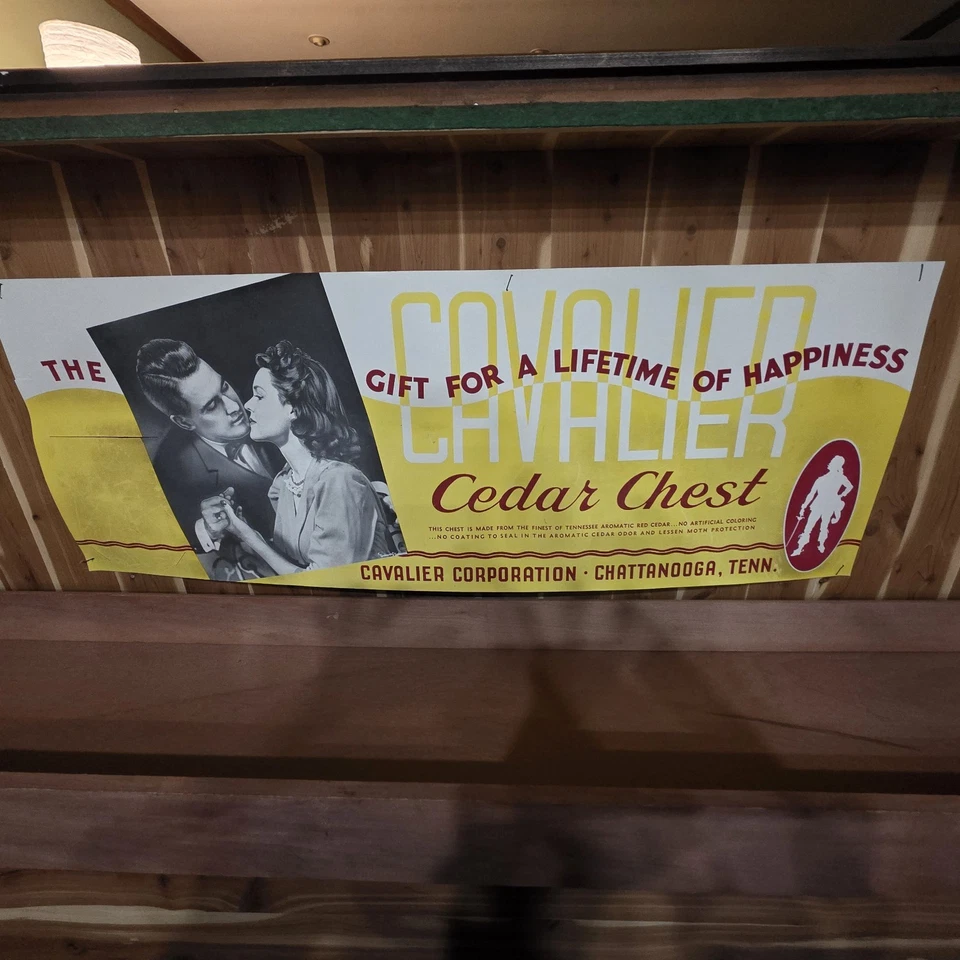 THE GIFT FOR A LIFETIME OF HAPPINESS
CAVALIER
Cedar Chest
THIS CHEST IS MADE FROM THE FINEST OF TENNESSEE AROMATIC RED CEDAR...NO ARTIFICIAL COLORING
...NO COATING TO SEAL IN THE AROMATIC CEDAR ODOR AND LESSEN MOTH PROTECTION
CAVALIER CORPORATION · CHATTANOOGA, TENN.